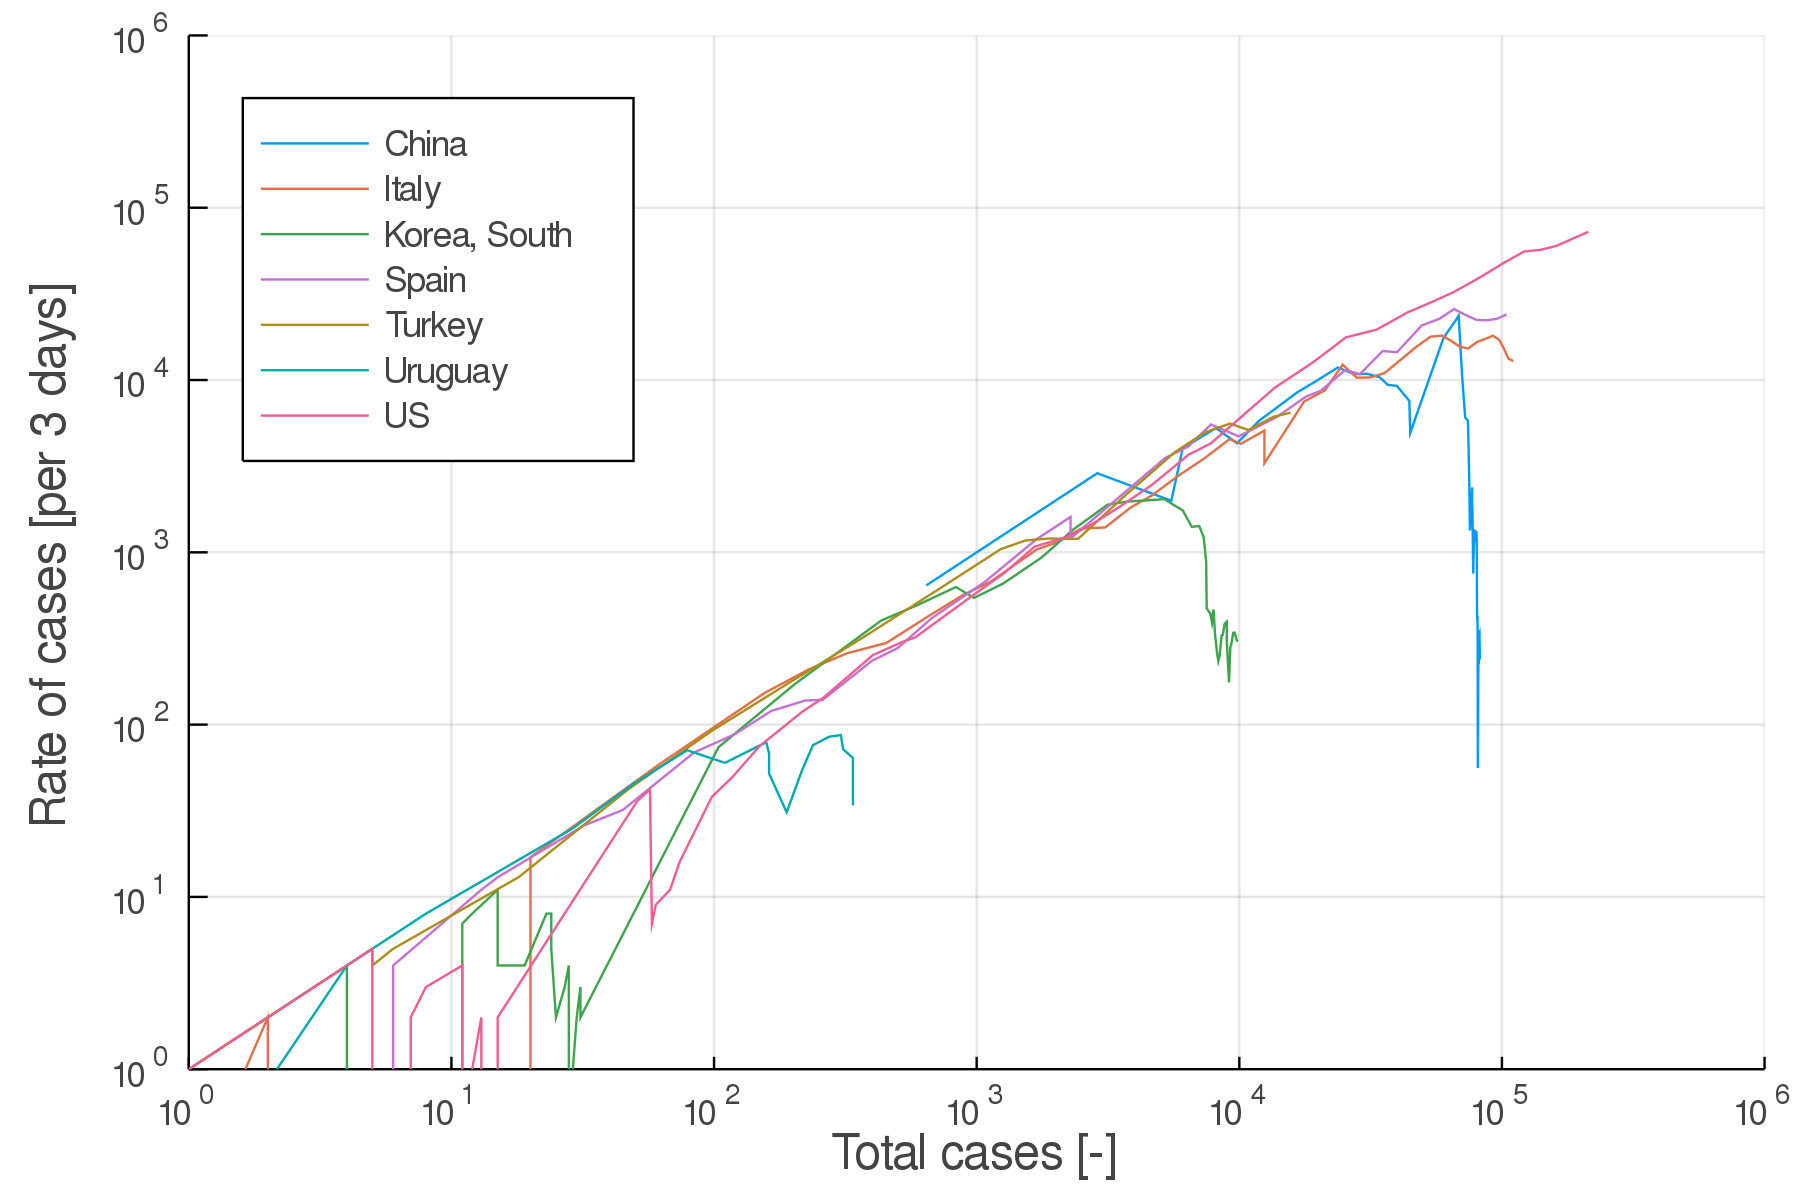 10^6
10^5
10^4
10^3
10^2
10^1
10^0
Rate of cases [per 3 days]
China
Italy
Korea, South
Spain
Turkey
Uruguay
US
10^0 10^1 10^2 10^3 10^4 10^5 10^6
Total cases [-]